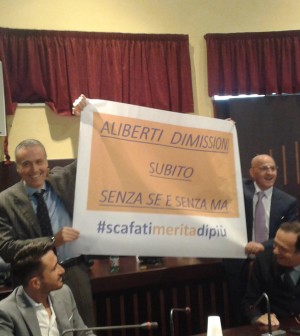 ALIBERTI DIMISSIONI
SUBITO
SENZA SE E SENZA MA
#scafatimeritadipiù